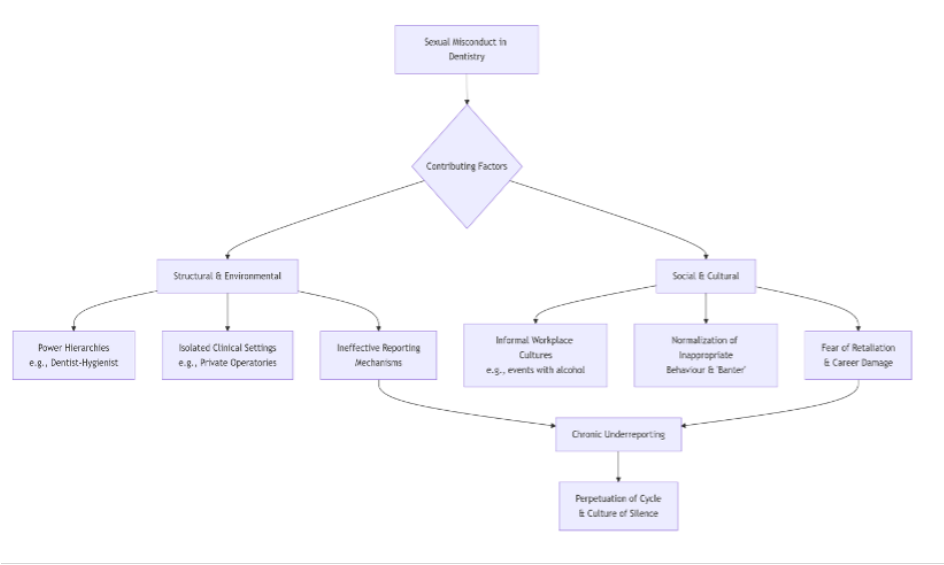 Sexual Misconduct in
Dentistry
Contributing Factors
Structural & Environmental
Social & Cultural
Power Hierarchies
e.g., Dentist-Hygienist
Isolated Clinical Settings
e.g., Private Operatories
Ineffective Reporting
Mechanisms
Informal Workplace
Cultures
e.g., events with alcohol
Normalization of
Inappropriate
Behaviour & 'Banter'
Fear of Retaliation
& Career Damage
Chronic Underreporting
Perpetuation of Cycle
& Culture of Silence